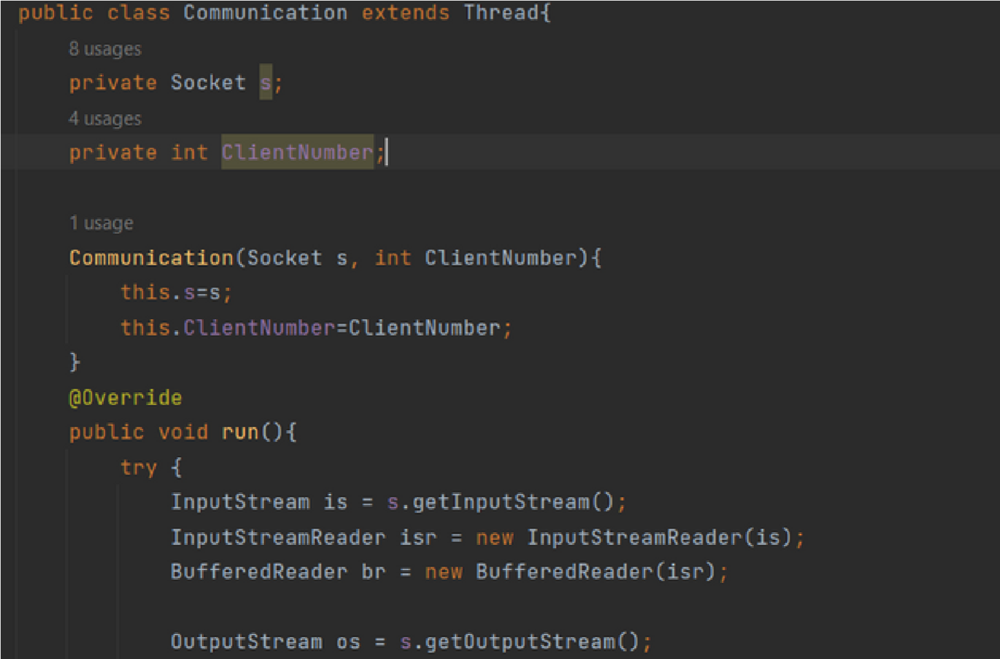 public class Communication extends Thread{
8 usages
private Socket s;
4 usages
private int ClientNumber;
1 usage
Communication(Socket s, int ClientNumber){
this.s=s;
this.ClientNumber=ClientNumber;
}
@Override
public void run(){
try {
InputStream is = s.getInputStream();
InputStreamReader isr = new InputStreamReader(is);
BufferedReader br = new BufferedReader(isr);
OutputStream os = s.getOutputStream();